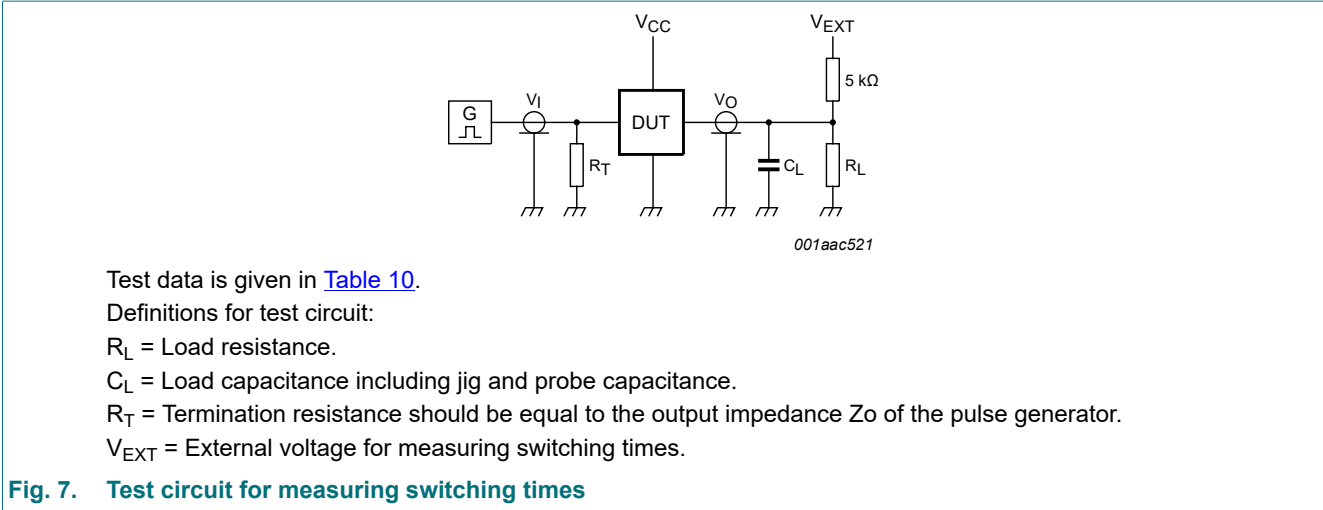 VCC
VEXT
5 kΩ
G
VI
DUT
VO
RT
CL
RL
001aac521
Test data is given in Table 10.
Definitions for test circuit:
RL = Load resistance.
CL = Load capacitance including jig and probe capacitance.
RT = Termination resistance should be equal to the output impedance Zo of the pulse generator.
VEXT = External voltage for measuring switching times.
Fig. 7. Test circuit for measuring switching times